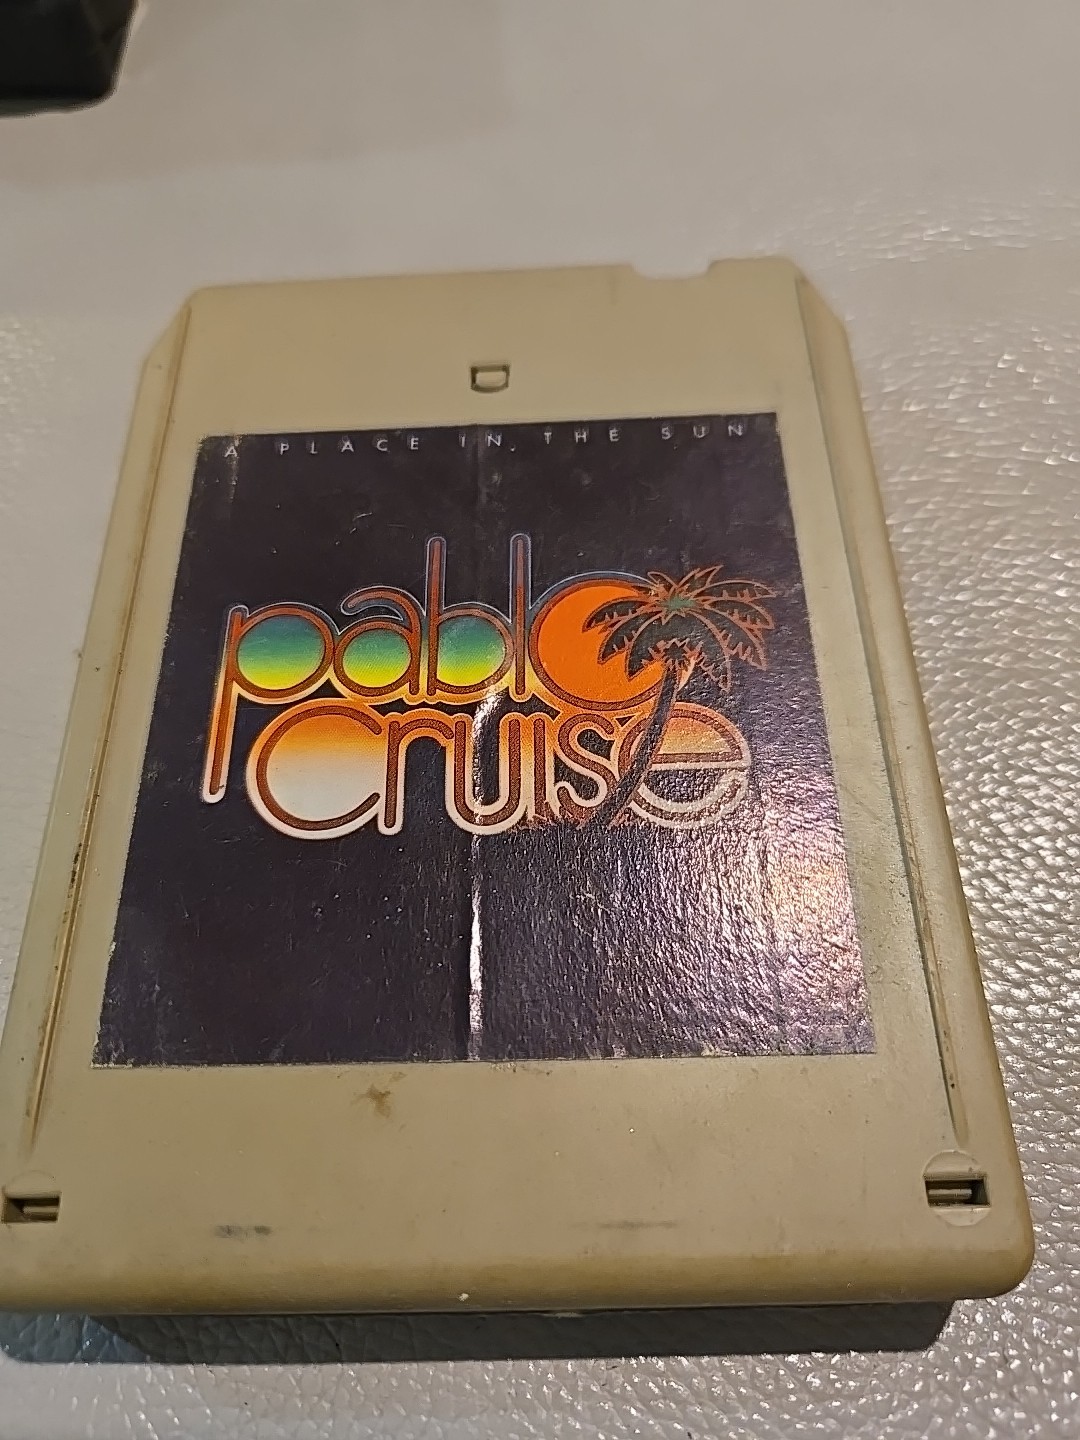 A PLACE IN THE SUN
pablo
cruise